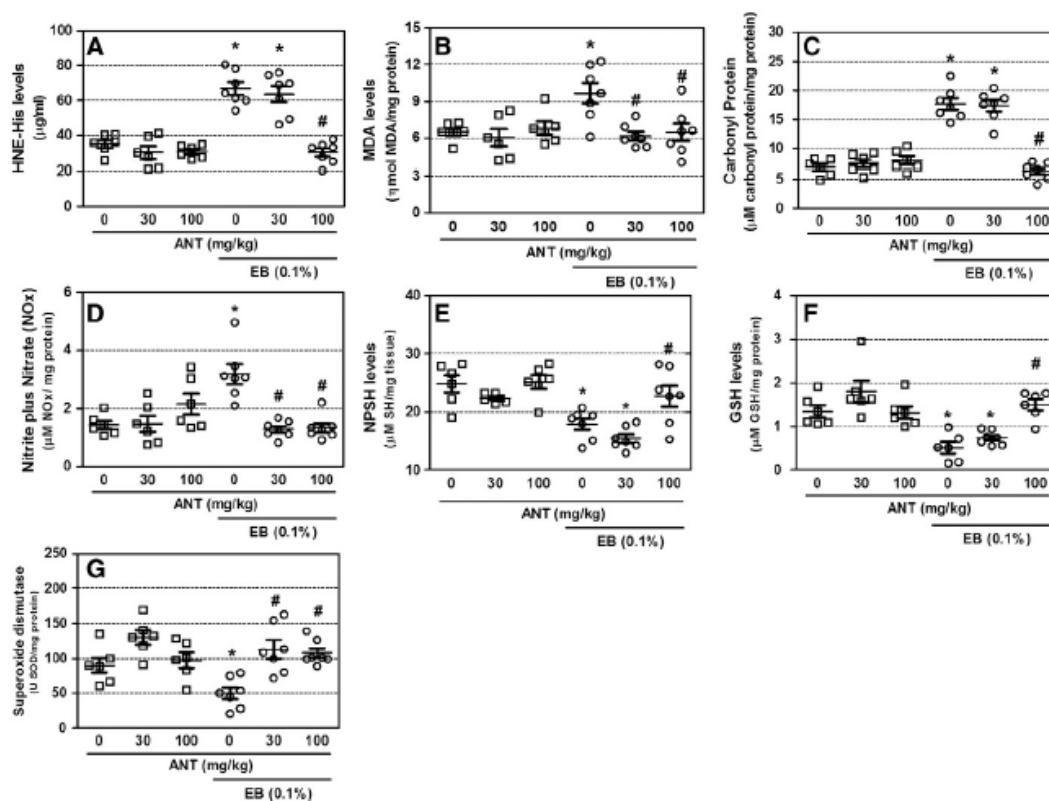 A
HNE-His levels
(µg/ml)
100
80
60
40
20
0
* * #
0 30 100 0 30 100
ANT (mg/kg)
EB (0.1%)
B
MDA levels
(ηmol MDA/mg protein)
15
12
9
6
3
0
* # #
0 30 100 0 30 100
ANT (mg/kg)
EB (0.1%)
C
Carbonyl Protein
(µM carbonyl protein/mg protein)
30
25
20
15
10
5
0
* * #
0 30 100 0 30 100
ANT (mg/kg)
EB (0.1%)
D
Nitrite plus Nitrate (NOx)
(µM NOx/ mg protein)
6
4
2
0
* # #
0 30 100 0 30 100
ANT (mg/kg)
EB (0.1%)
E
NPSH levels
(µM SH/mg tissue)
40
30
20
10
* * #
0 30 100 0 30 100
ANT (mg/kg)
EB (0.1%)
F
GSH levels
(µM GSH/mg protein)
4
3
2
1
0
* * #
0 30 100 0 30 100
ANT (mg/kg)
EB (0.1%)
G
Superoxide dismutase
(U SOD/mg protein)
250
200
150
100
50
0
* # #
0 30 100 0 30 100
ANT (mg/kg)
EB (0.1%)